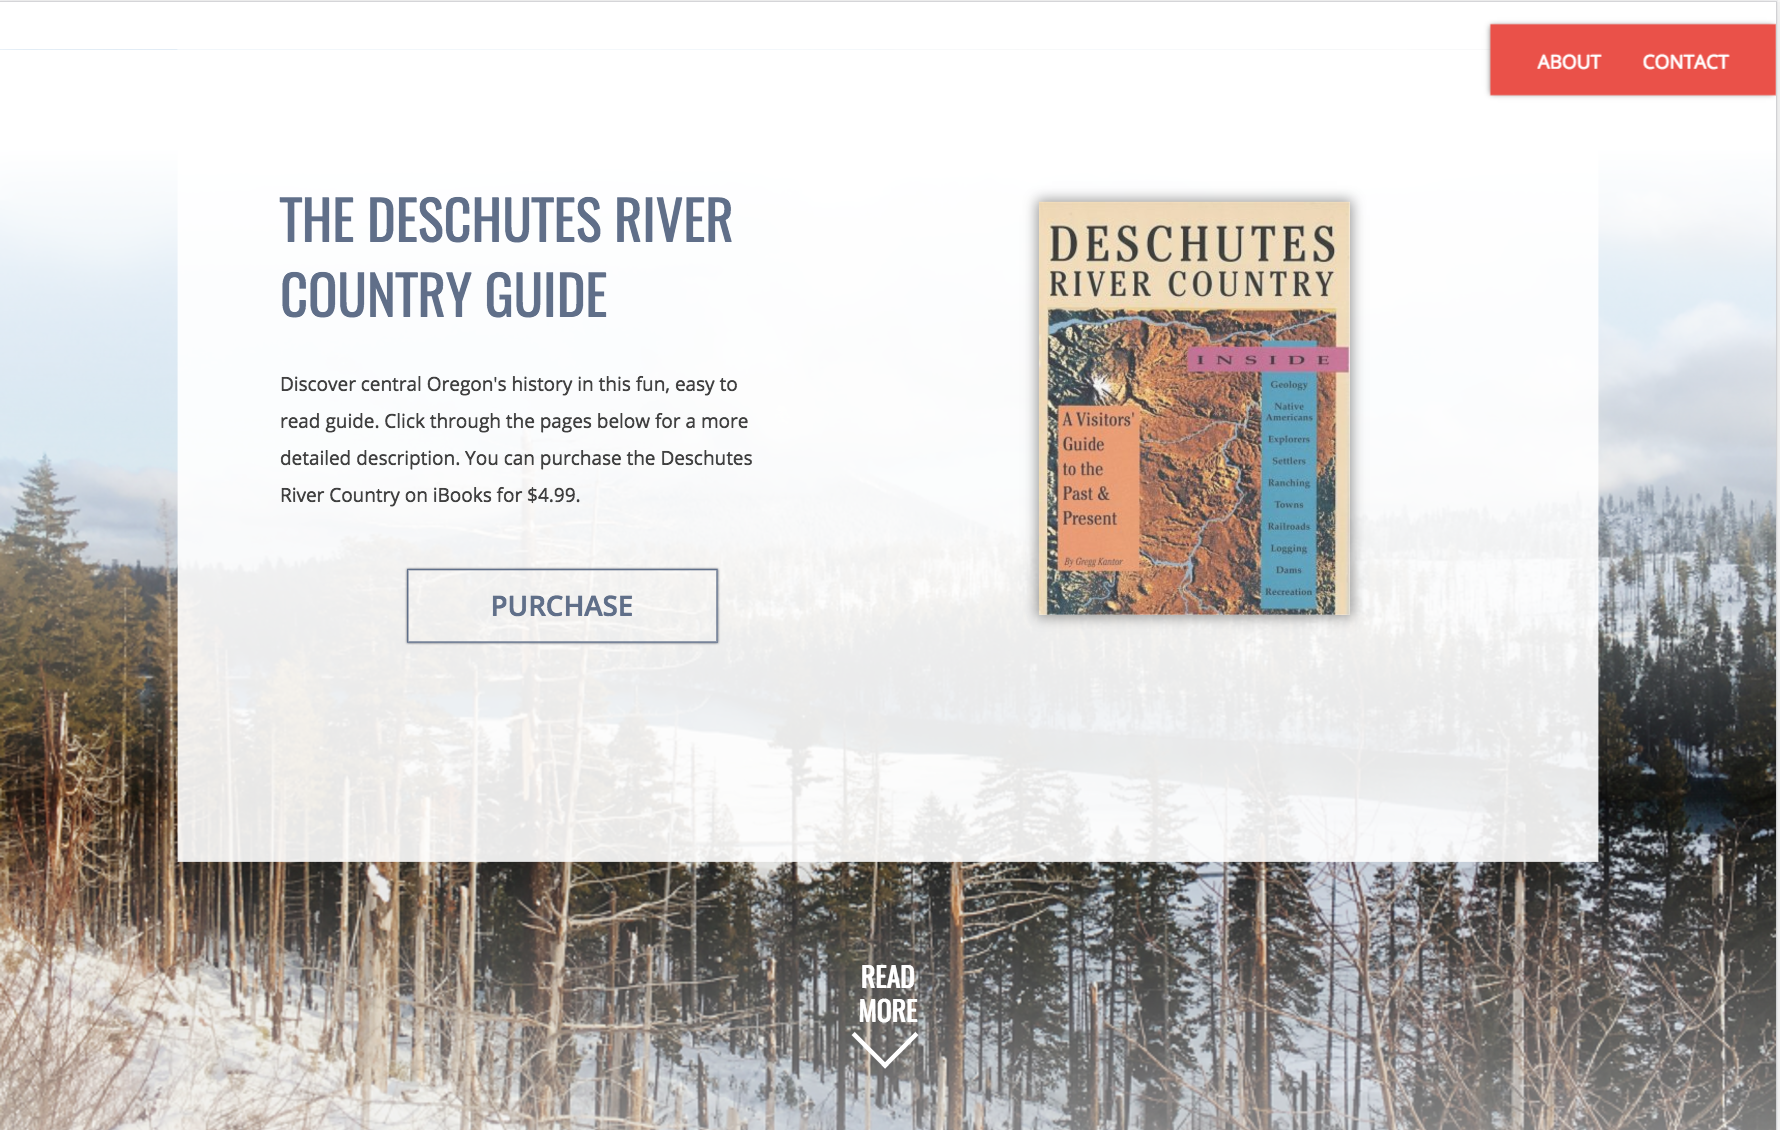 ABOUT CONTACT
THE DESCHUTES RIVER
COUNTRY GUIDE
Discover central Oregon's history in this fun, easy to
read guide. Click through the pages below for a more
detailed description. You can purchase the Deschutes
River Country on iBooks for $4.99.
PURCHASE
DESCHUTES
RIVER COUNTRY
INSIDE
Geology
Native
Americans
Explorers
Settlers
Ranching
Towns
Railroads
Logging
Dams
Recreation
A Visitors'
Guide
to the
Past &
Present
By Gregg Kantor
READ
MORE